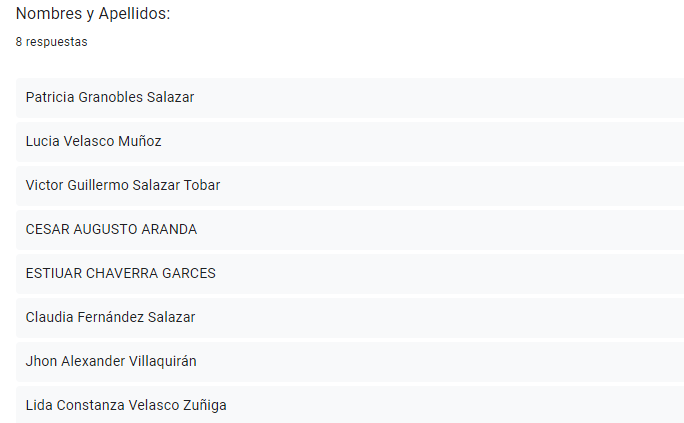 Nombres y Apellidos:
8 respuestas
Patricia Granobles Salazar
Lucia Velasco Muñoz
Victor Guillermo Salazar Tobar
CESAR AUGUSTO ARANDA
ESTIUAR CHAVERRA GARCES
Claudia Fernández Salazar
Jhon Alexander Villaquirán
Lida Constanza Velasco Zuñiga